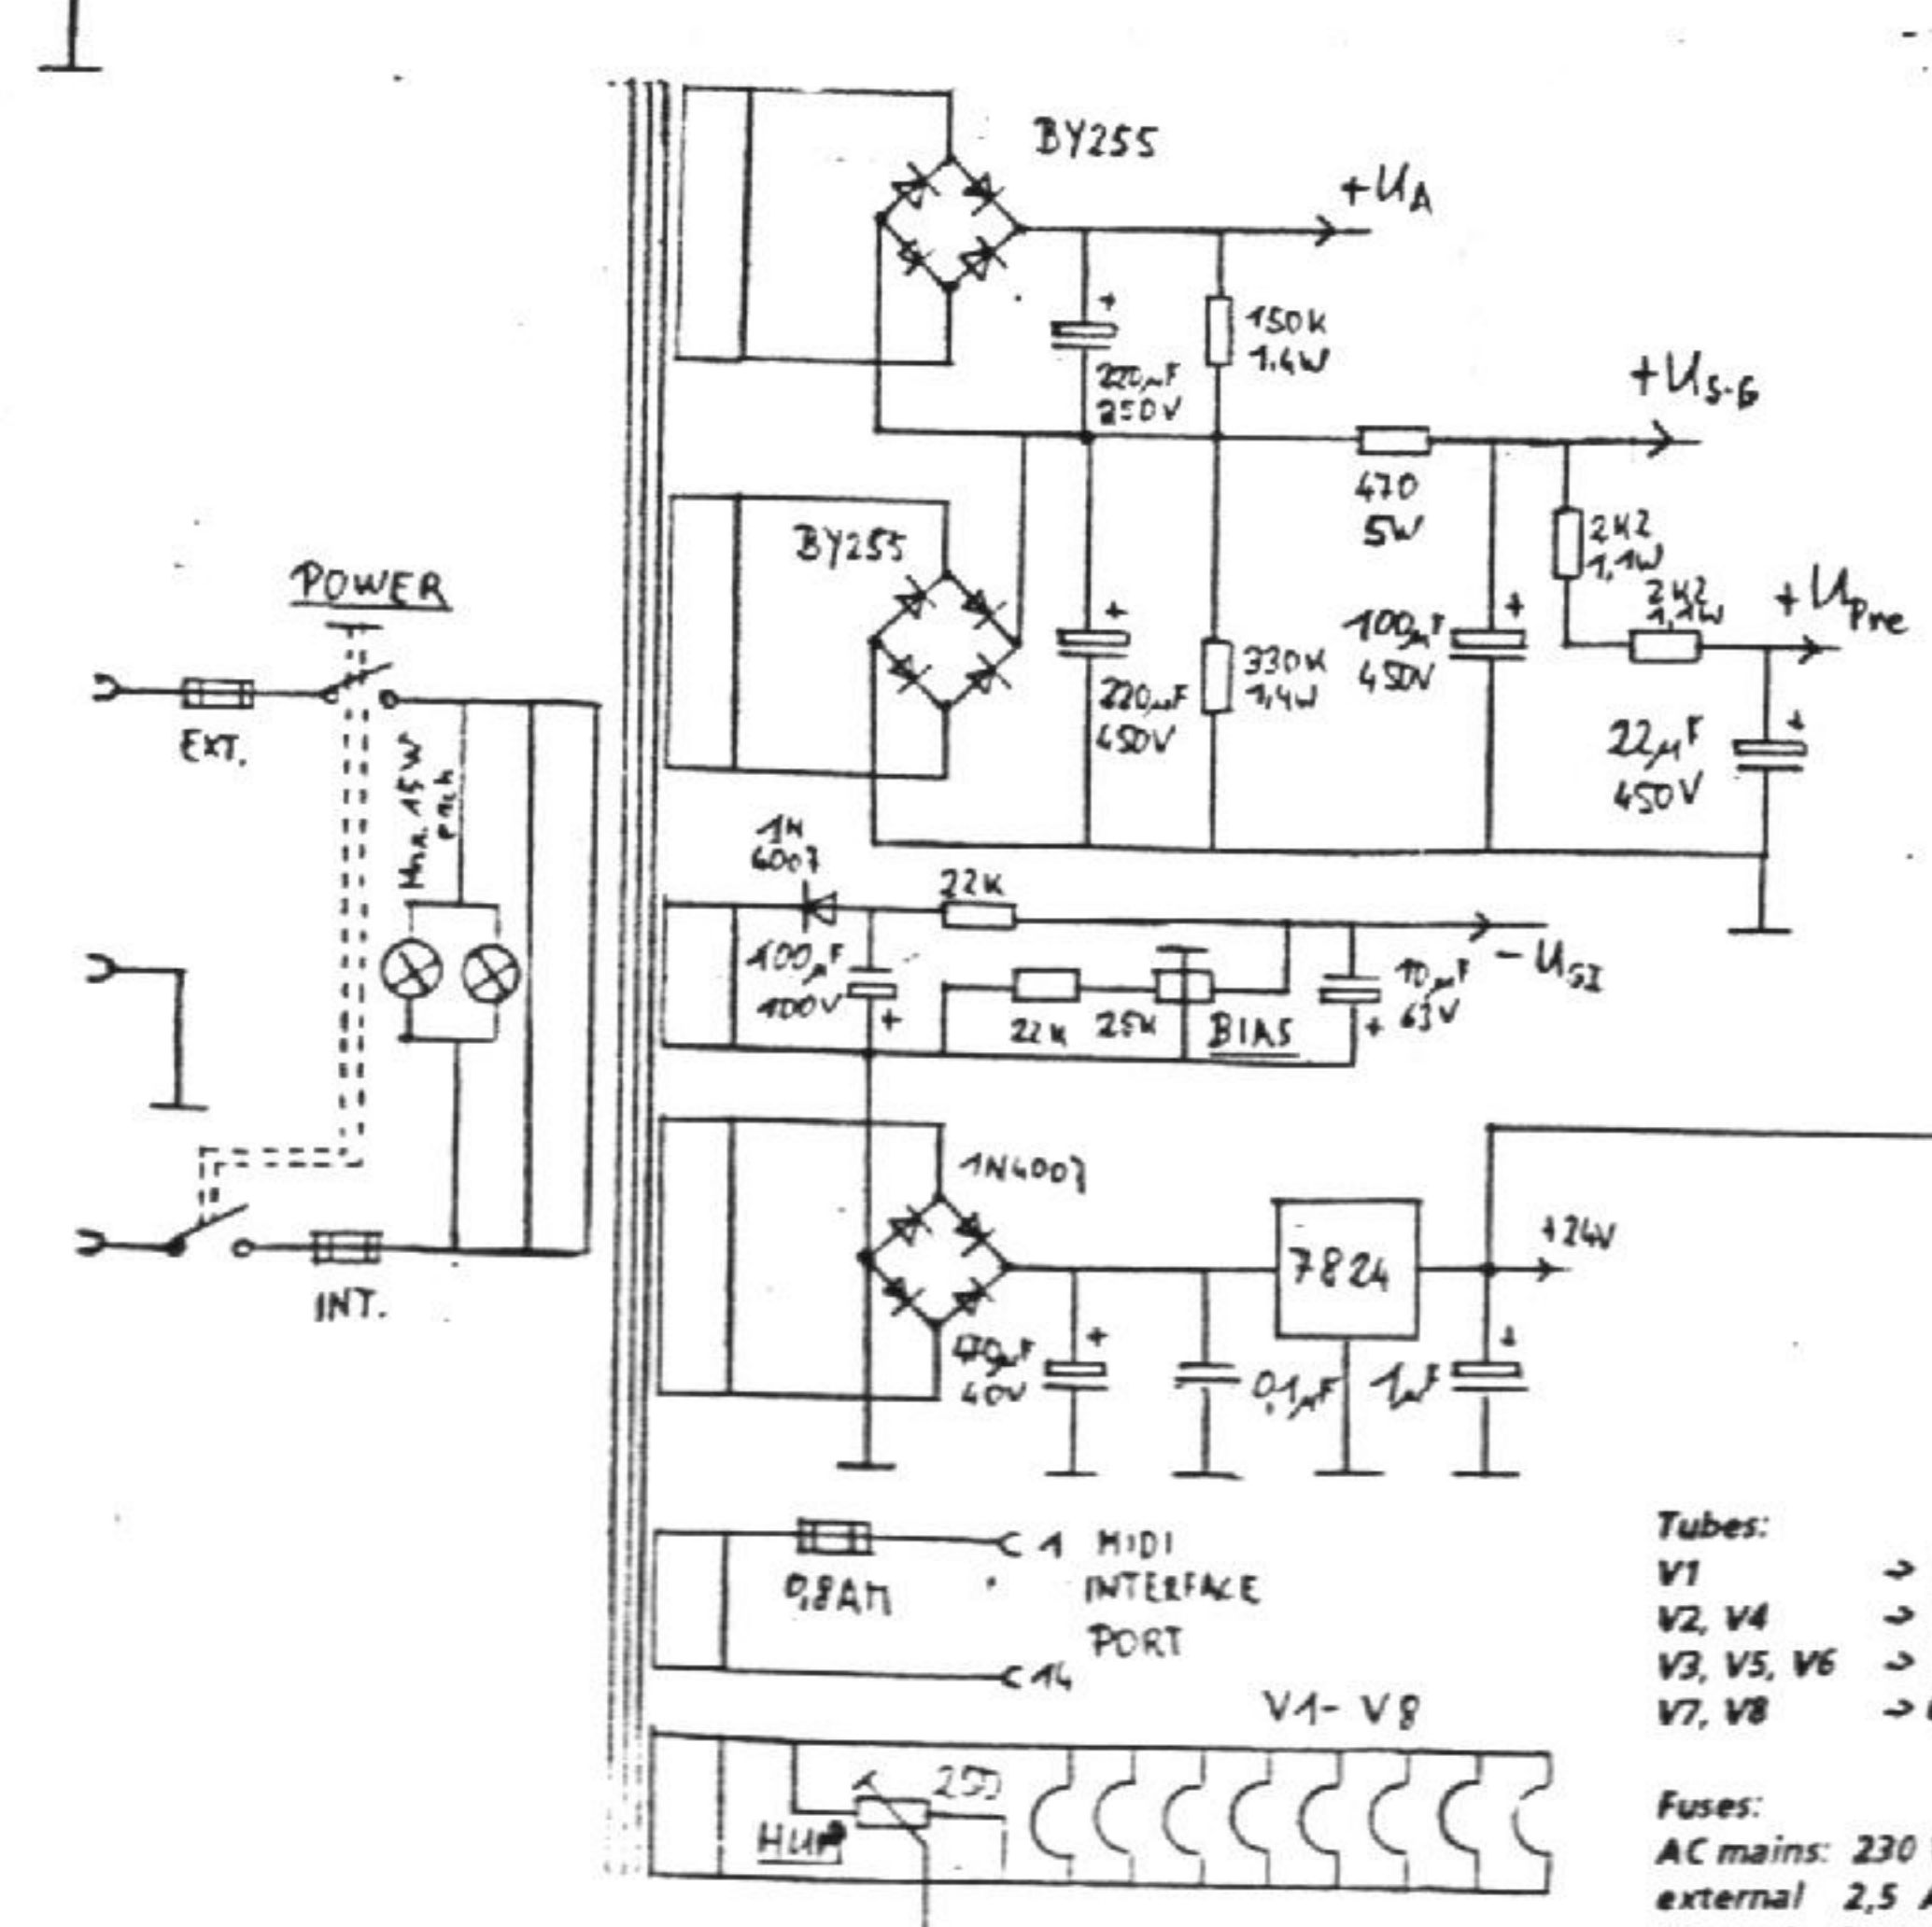 BY255
+UA
150K
1.4W
220µF
250V
+US-G
470
5W
BY255
2K2
1,1W
2K2
1,1W
+UPre
POWER
100µF
450V
330K
1,4W
220µF
450V
22µF
450V
EXT.
Max. 15W
1N
4007
22K
100µF
100V
-UGI
10µF
63V
22K
25K
BIAS
1N4007
7824
+24V
470µF
40V
0,1µF
1µF
INT.
1 MIDI
INTERFACE
PORT
0,8AM
14
V1- V8
250
HUM
Tubes:
V1 ->
V2, V4 ->
V3, V5, V6 ->
V7, V8 ->
Fuses:
AC mains: 230
external 2,5 A